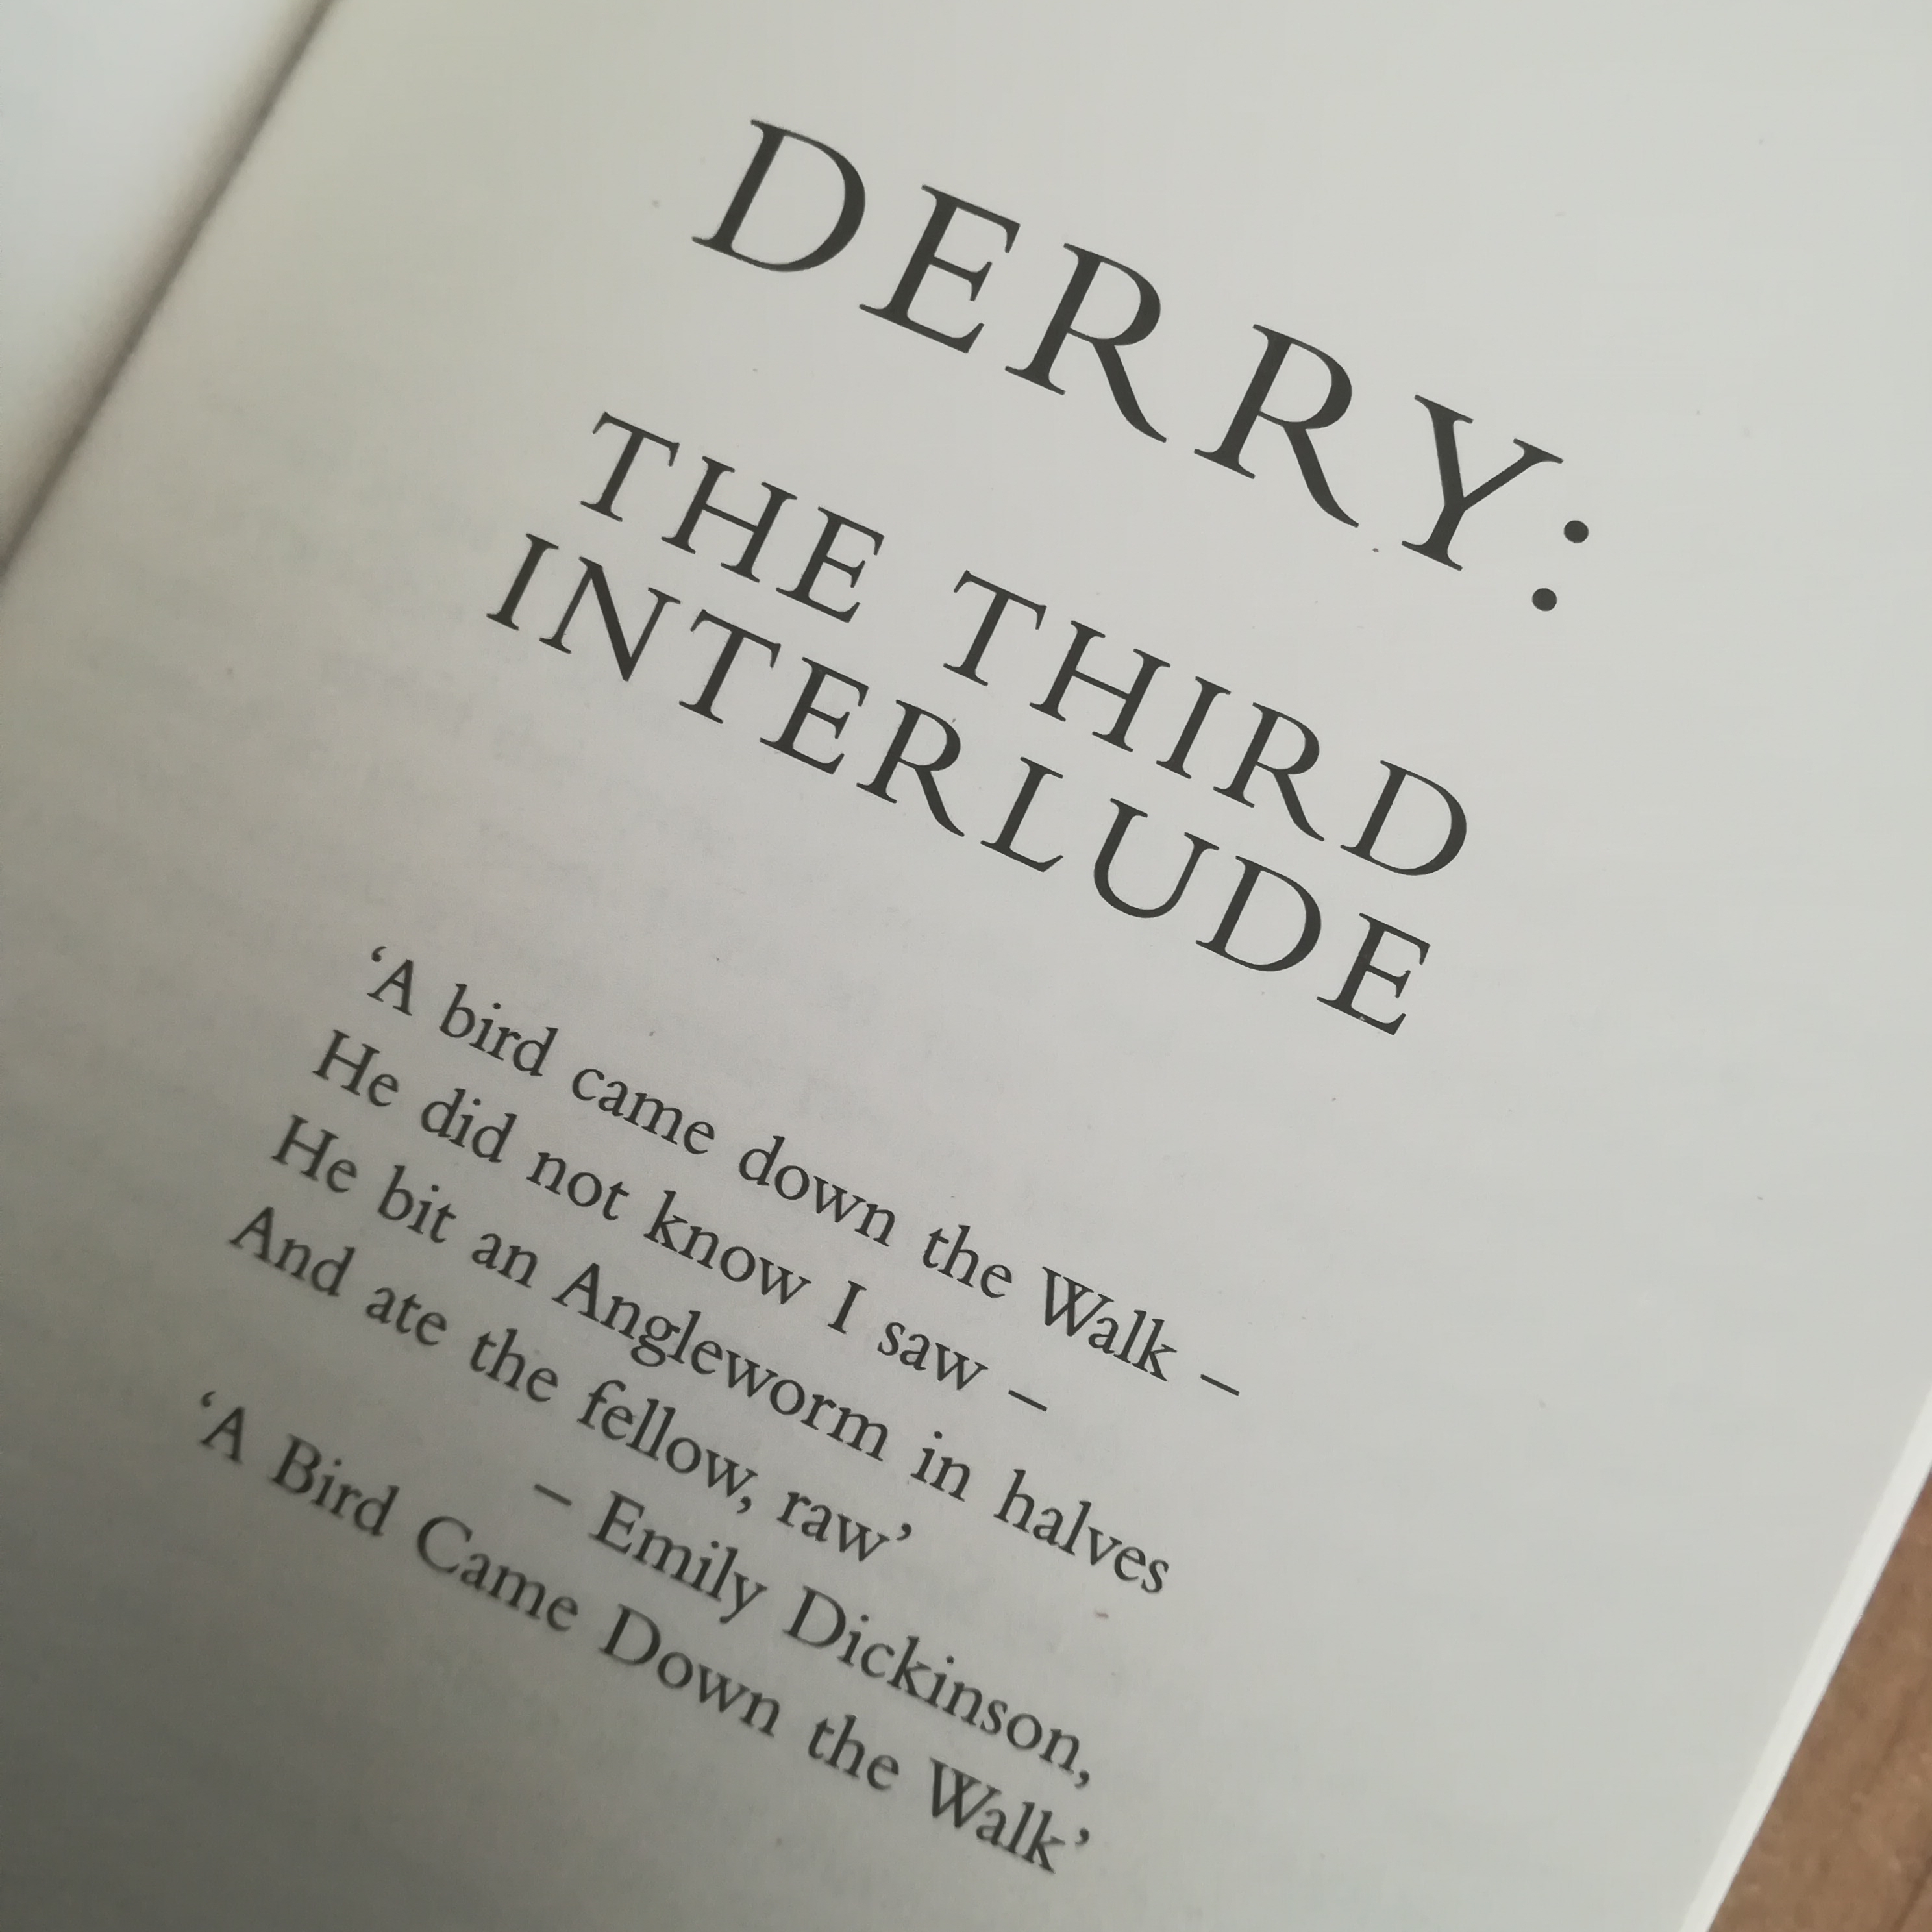 DERRY:
THE THIRD
INTERLUDE
‘A bird came down the Walk –
He did not know I saw –
He bit an Angleworm in halves
And ate the fellow, raw’
– Emily Dickinson,
‘A Bird Came Down the Walk’